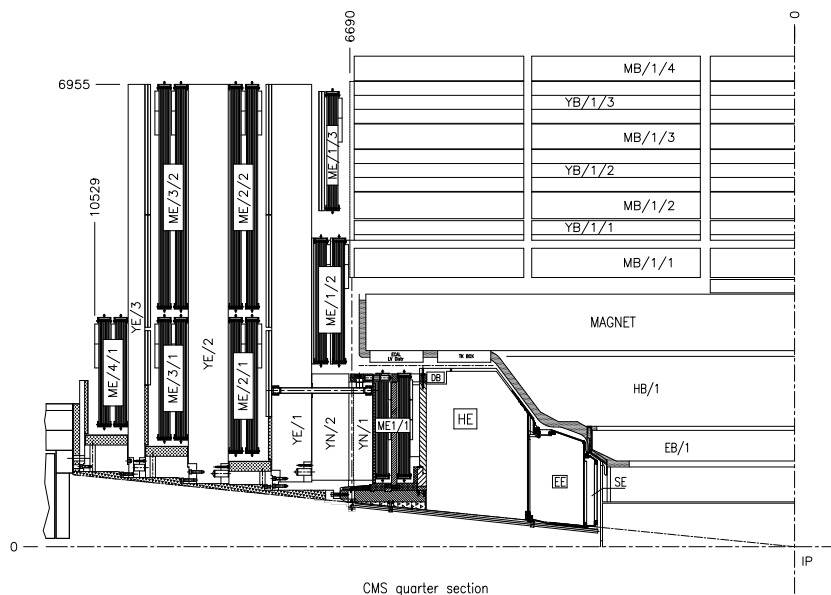 6690
0
6955
10529
MB/1/4
YB/1/3
MB/1/3
YB/1/2
MB/1/2
YB/1/1
MB/1/1
MAGNET
ME/1/3
ME/3/2
ME/2/2
ME/1/2
YE/3
YE/2
ME/4/1
ME/3/1
ME/2/1
YE/1
YN/2
YN/1
ME1/1
ECAL
LV Distr
TK BOX
DB
HE
HB/1
EB/1
EE
SE
0
IP
CMS quarter section